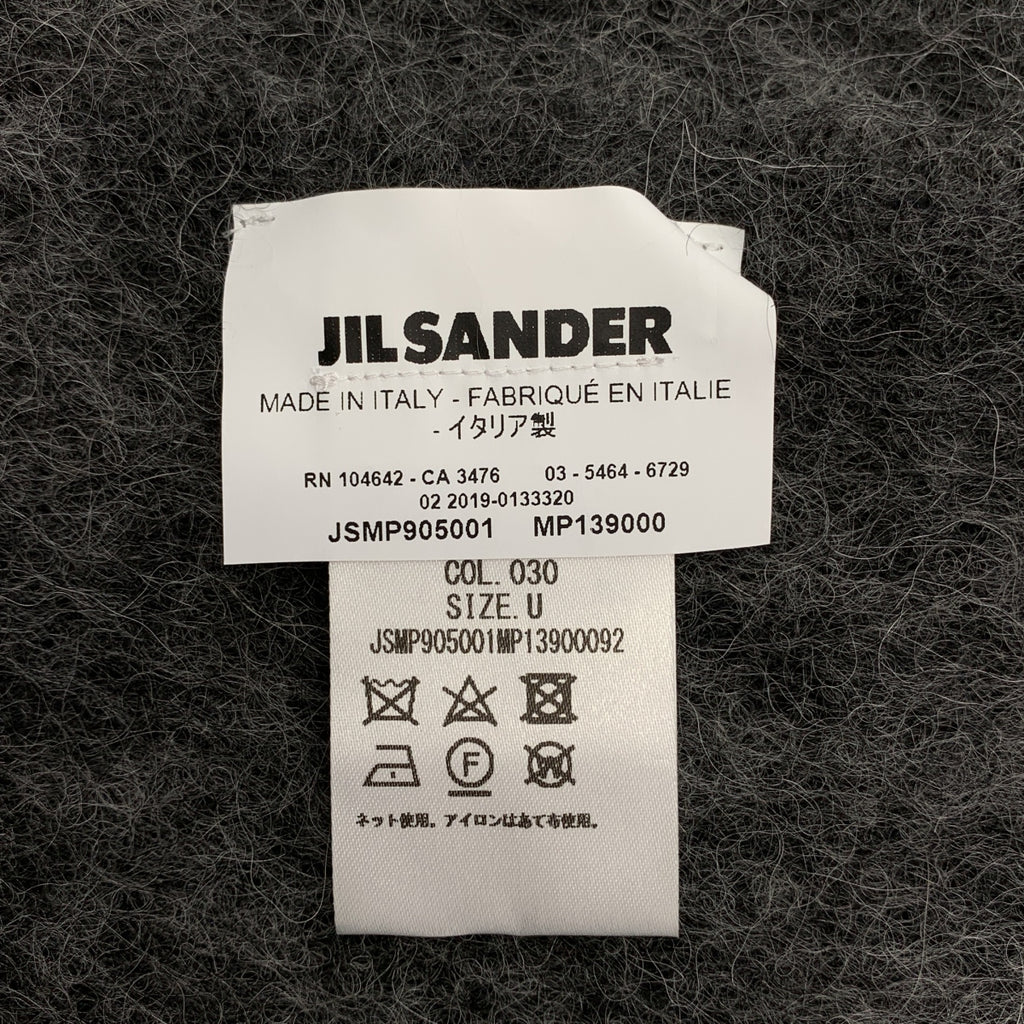 JIL SANDER
MADE IN ITALY - FABRIQUÉ EN ITALIE
- イタリア製
RN 104642 - CA 3476 03 - 5464 - 6729
02 2019-0133320
JSMP905001 MP139000
COL. 030
SIZE. U
JSMP905001MP13900092
F
W
ネット使用。アイロンはあて布使用。